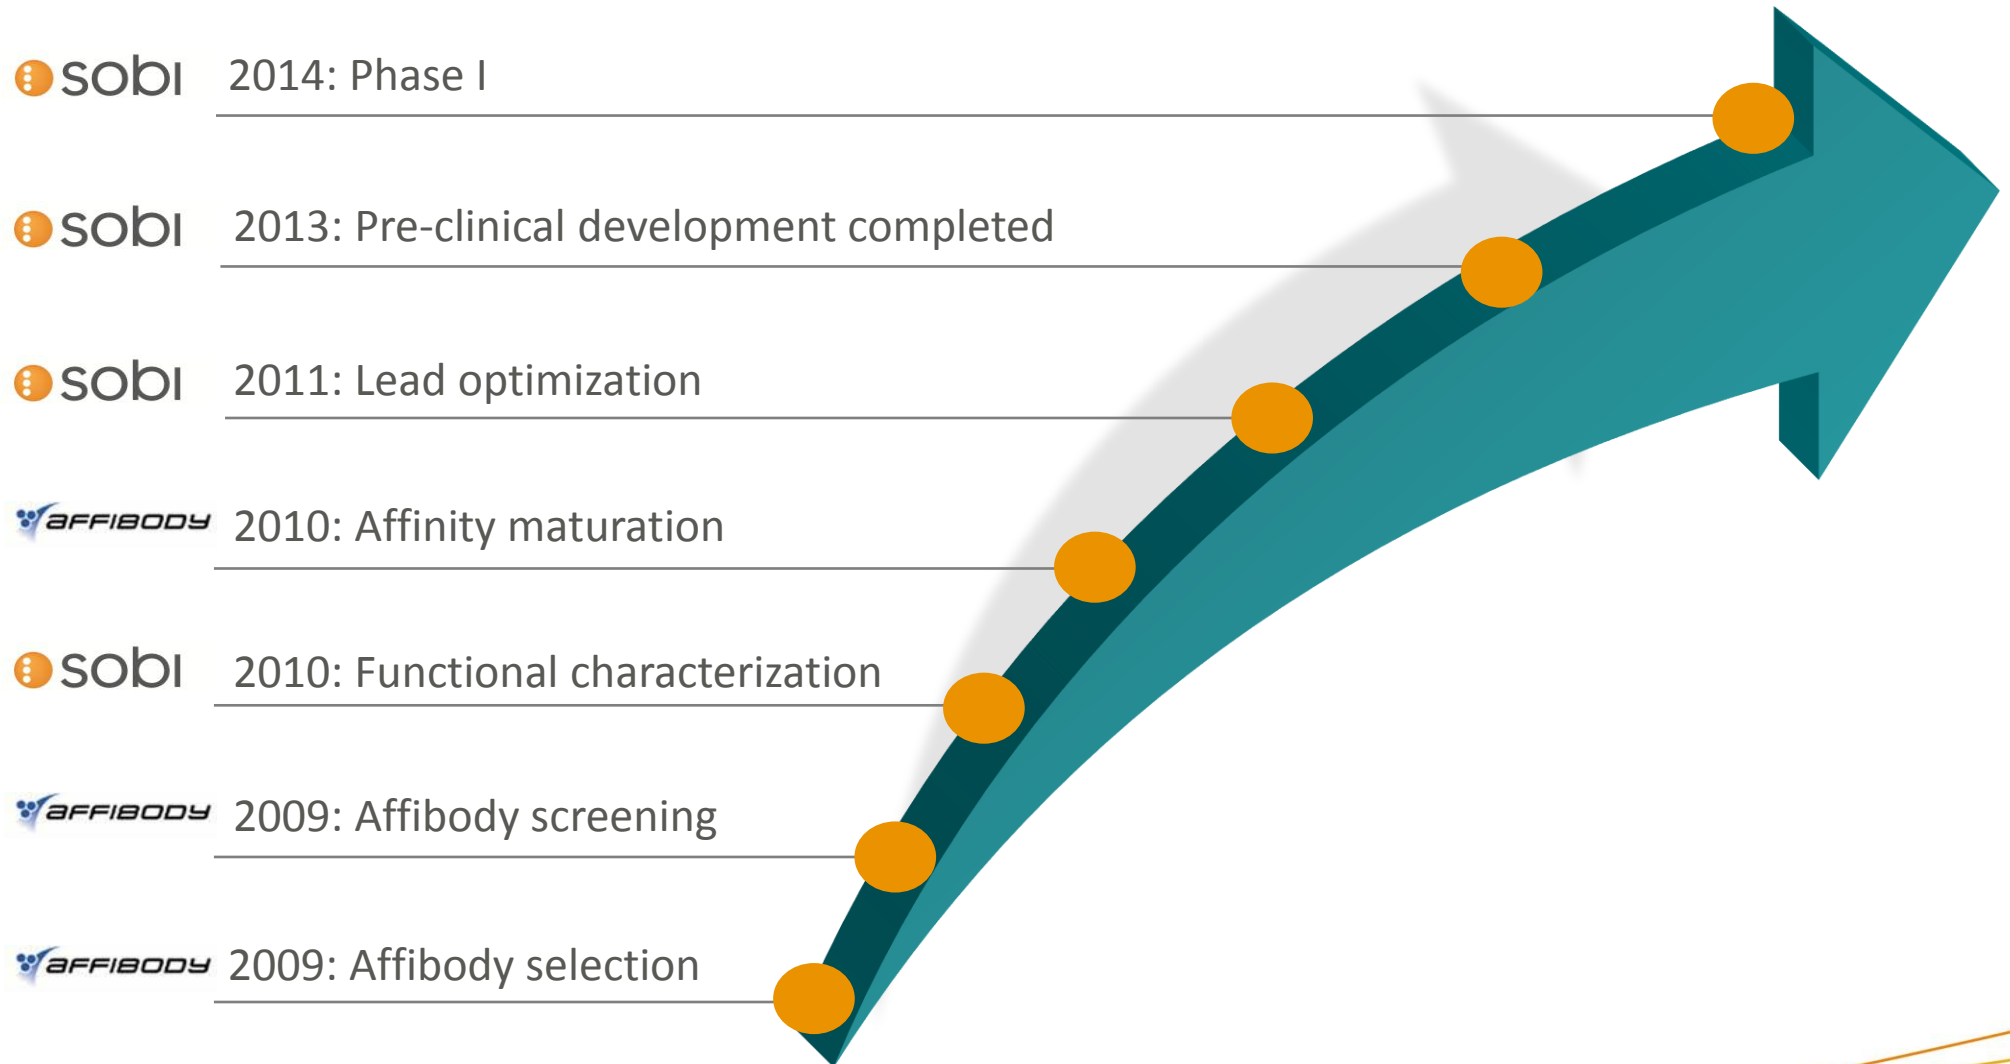 sobi 2014: Phase I
sobi 2013: Pre-clinical development completed
sobi 2011: Lead optimization
AFFIBODY 2010: Affinity maturation
sobi 2010: Functional characterization
AFFIBODY 2009: Affibody screening
AFFIBODY 2009: Affibody selection